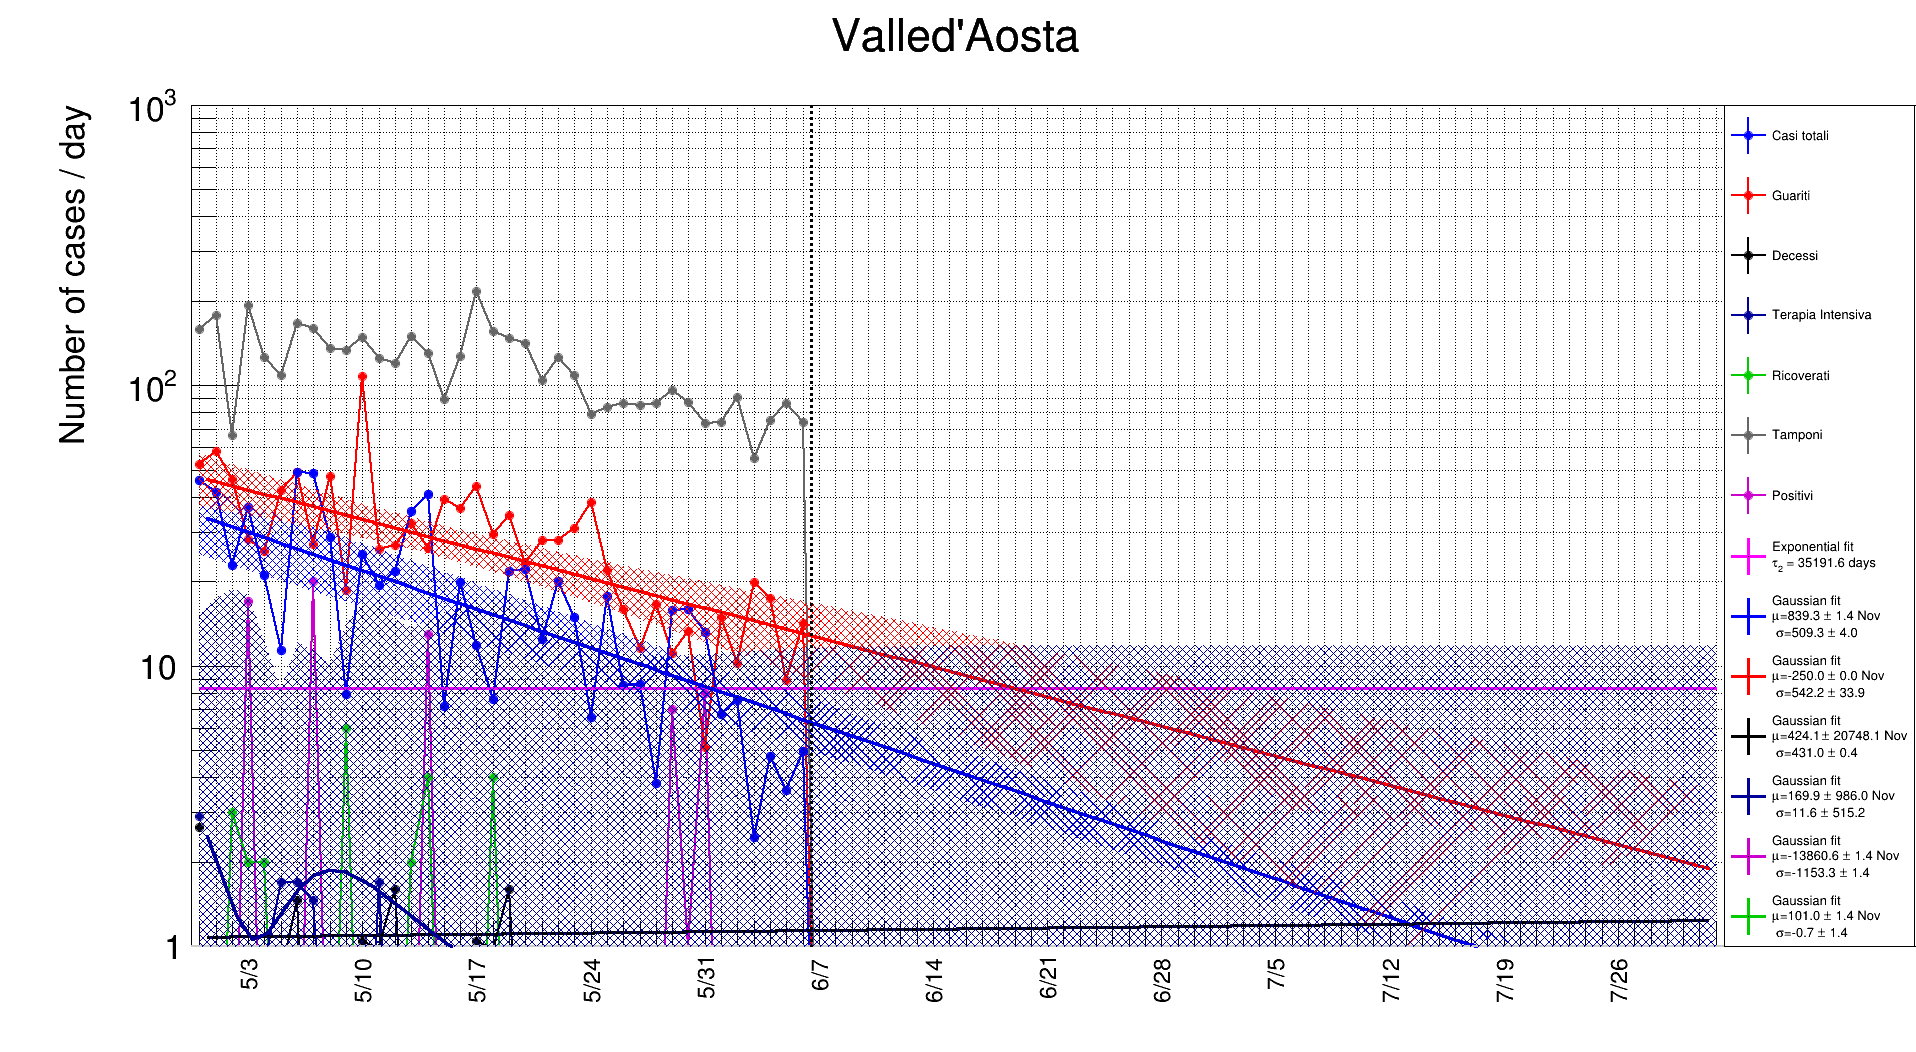 Valled'Aosta
Number of cases / day
10³
10²
10
1
5/3
5/10
5/17
5/24
5/31
6/7
6/14
6/21
6/28
7/5
7/12
7/19
7/26
Casi totali
Guariti
Decessi
Terapia Intensiva
Ricoverati
Tamponi
Positivi
Exponential fit
τ₂ = 35191.6 days
Gaussian fit
μ=839.3 ± 1.4 Nov
σ=509.3 ± 4.0
Gaussian fit
μ=-250.0 ± 0.0 Nov
σ=542.2 ± 33.9
Gaussian fit
μ=424.1 ± 20748.1 Nov
σ=431.0 ± 0.4
Gaussian fit
μ=169.9 ± 986.0 Nov
σ=11.6 ± 515.2
Gaussian fit
μ=-13860.6 ± 1.4 Nov
σ=-1153.3 ± 1.4
Gaussian fit
μ=101.0 ± 1.4 Nov
σ=-0.7 ± 1.4